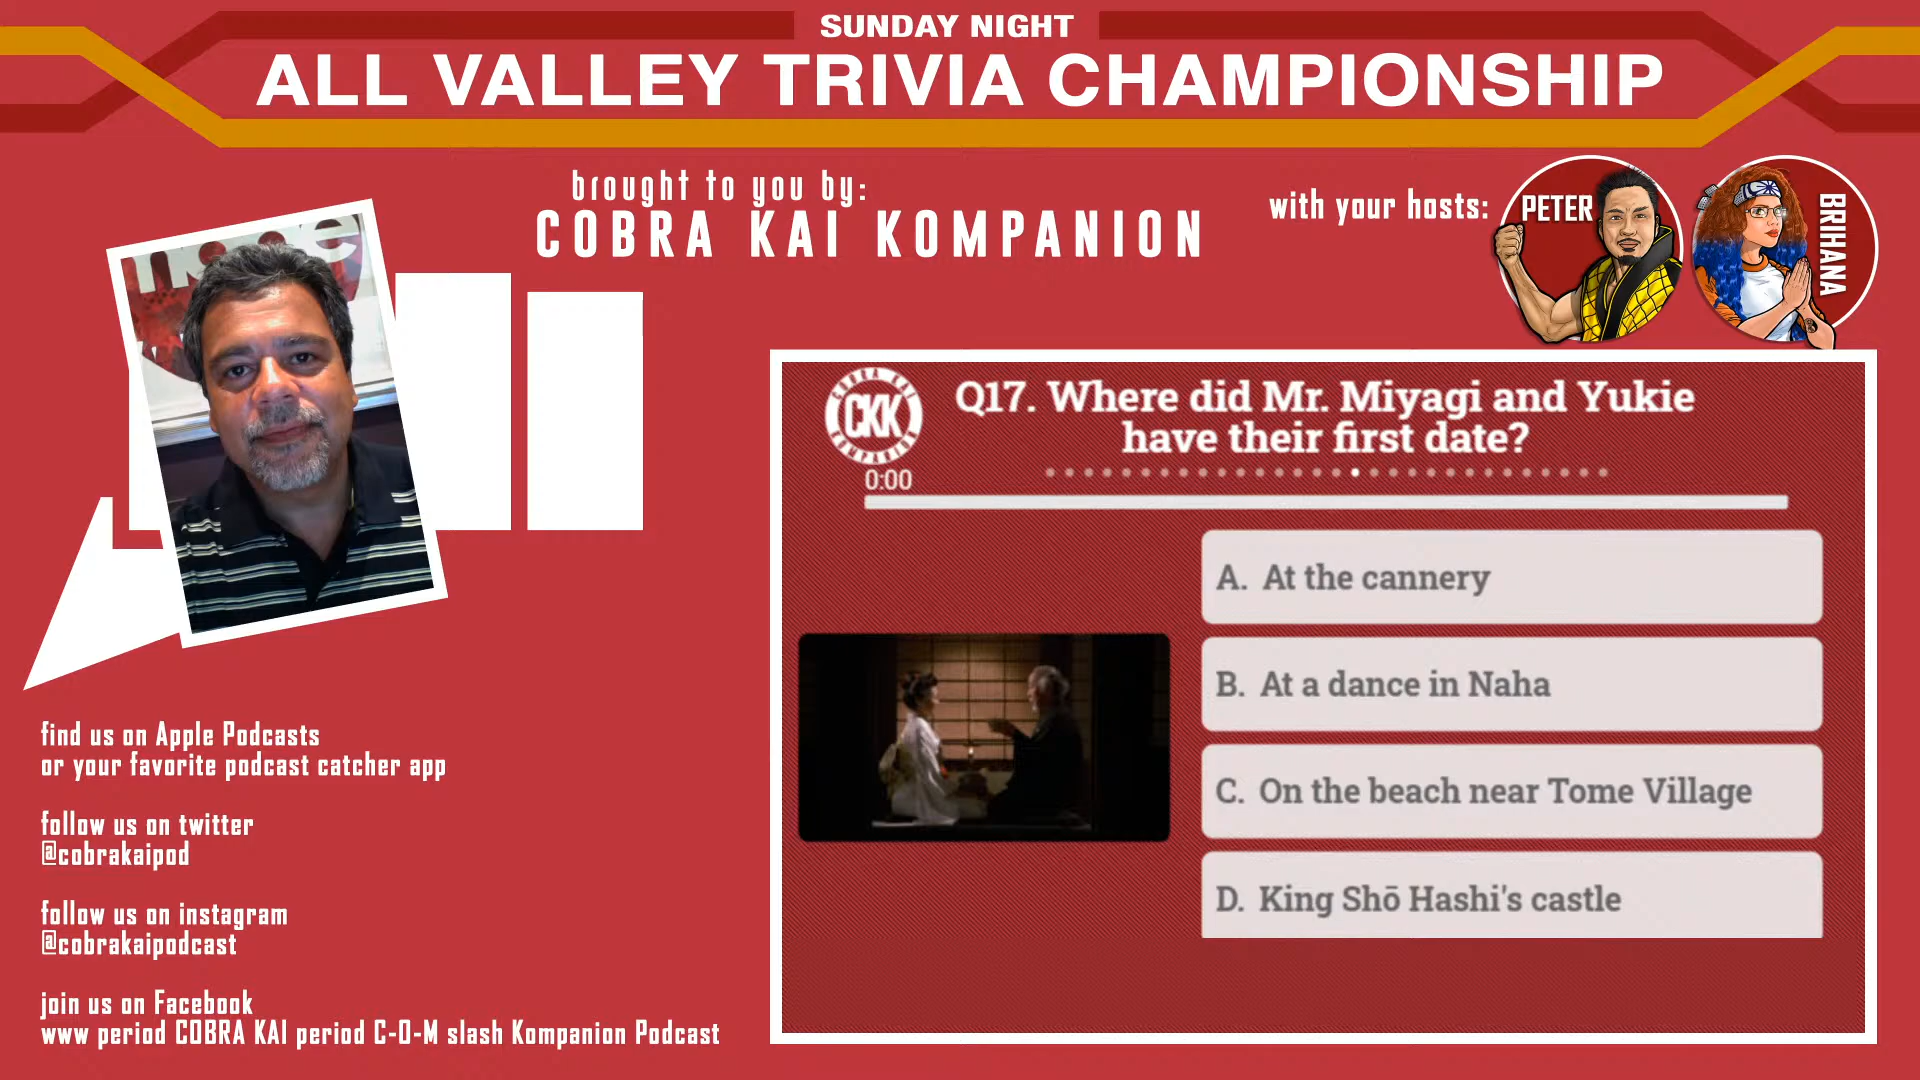 SUNDAY NIGHT
ALL VALLEY TRIVIA CHAMPIONSHIP
brought to you by:
COBRA KAI KOMPANION
with your hosts:
PETER
BRIHANA
COBRA KAI
CKK
KOMPANION
Q17. Where did Mr. Miyagi and Yukie
have their first date?
0:00
A. At the cannery
B. At a dance in Naha
C. On the beach near Tome Village
D. King Shō Hashi's castle
find us on Apple Podcasts
or your favorite podcast catcher app
follow us on twitter
@cobrakaipod
follow us on instagram
@cobrakaipodcast
join us on Facebook
www period COBRA KAI period C-O-M slash Kompanion Podcast